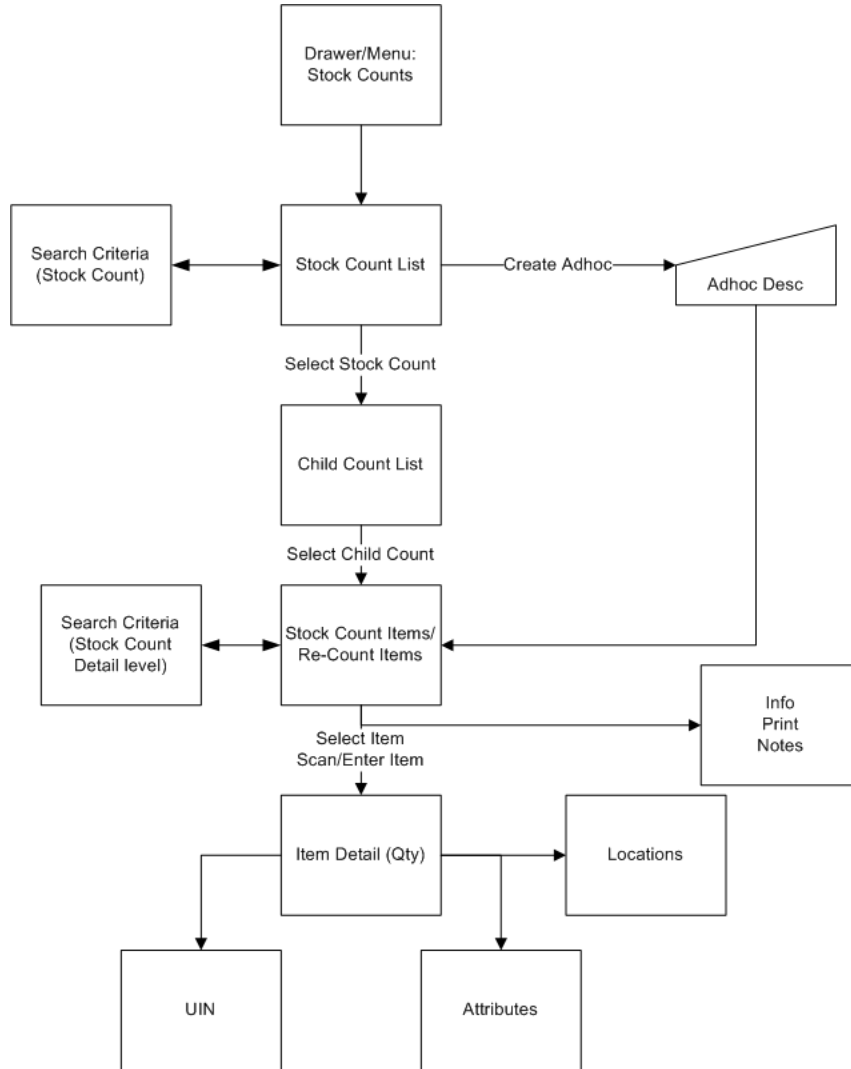 Drawer/Menu:
Stock Counts
Search Criteria
(Stock Count)
Stock Count List
Create Adhoc
Adhoc Desc
Select Stock Count
Child Count List
Select Child Count
Search Criteria
(Stock Count
Detail level)
Stock Count Items/
Re-Count Items
Info
Print
Notes
Select Item
Scan/Enter Item
Item Detail (Qty)
Locations
UIN
Attributes